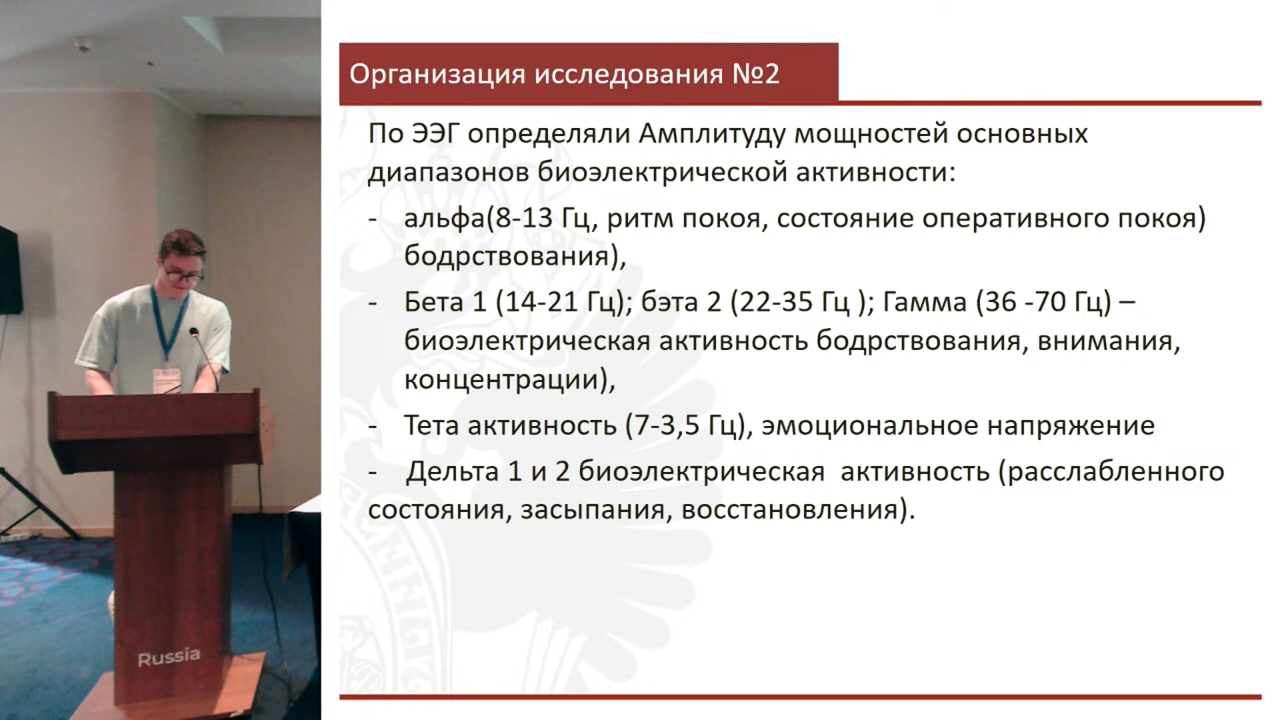 Организация исследования №2
По ЭЭГ определяли Амплитуду мощностей основных
диапазонов биоэлектрической активности:
- альфа(8-13 Гц, ритм покоя, состояние оперативного покоя)
бодрствования),
- Бета 1 (14-21 Гц); бэта 2 (22-35 Гц ); Гамма (36 -70 Гц) –
биоэлектрическая активность бодрствования, внимания,
концентрации),
- Тета активность (7-3,5 Гц), эмоциональное напряжение
- Дельта 1 и 2 биоэлектрическая активность (расслабленного
состояния, засыпания, восстановления).
Russia